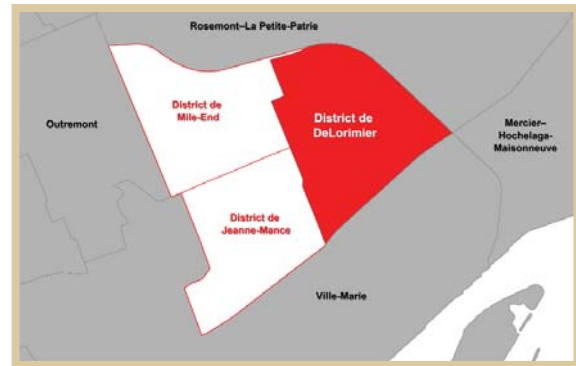 Rosemont–La Petite-Patrie
District de
Mile-End
District de
DeLorimier
Outremont
Mercier–
Hochelaga-
Maisonneuve
District de
Jeanne-Mance
Ville-Marie